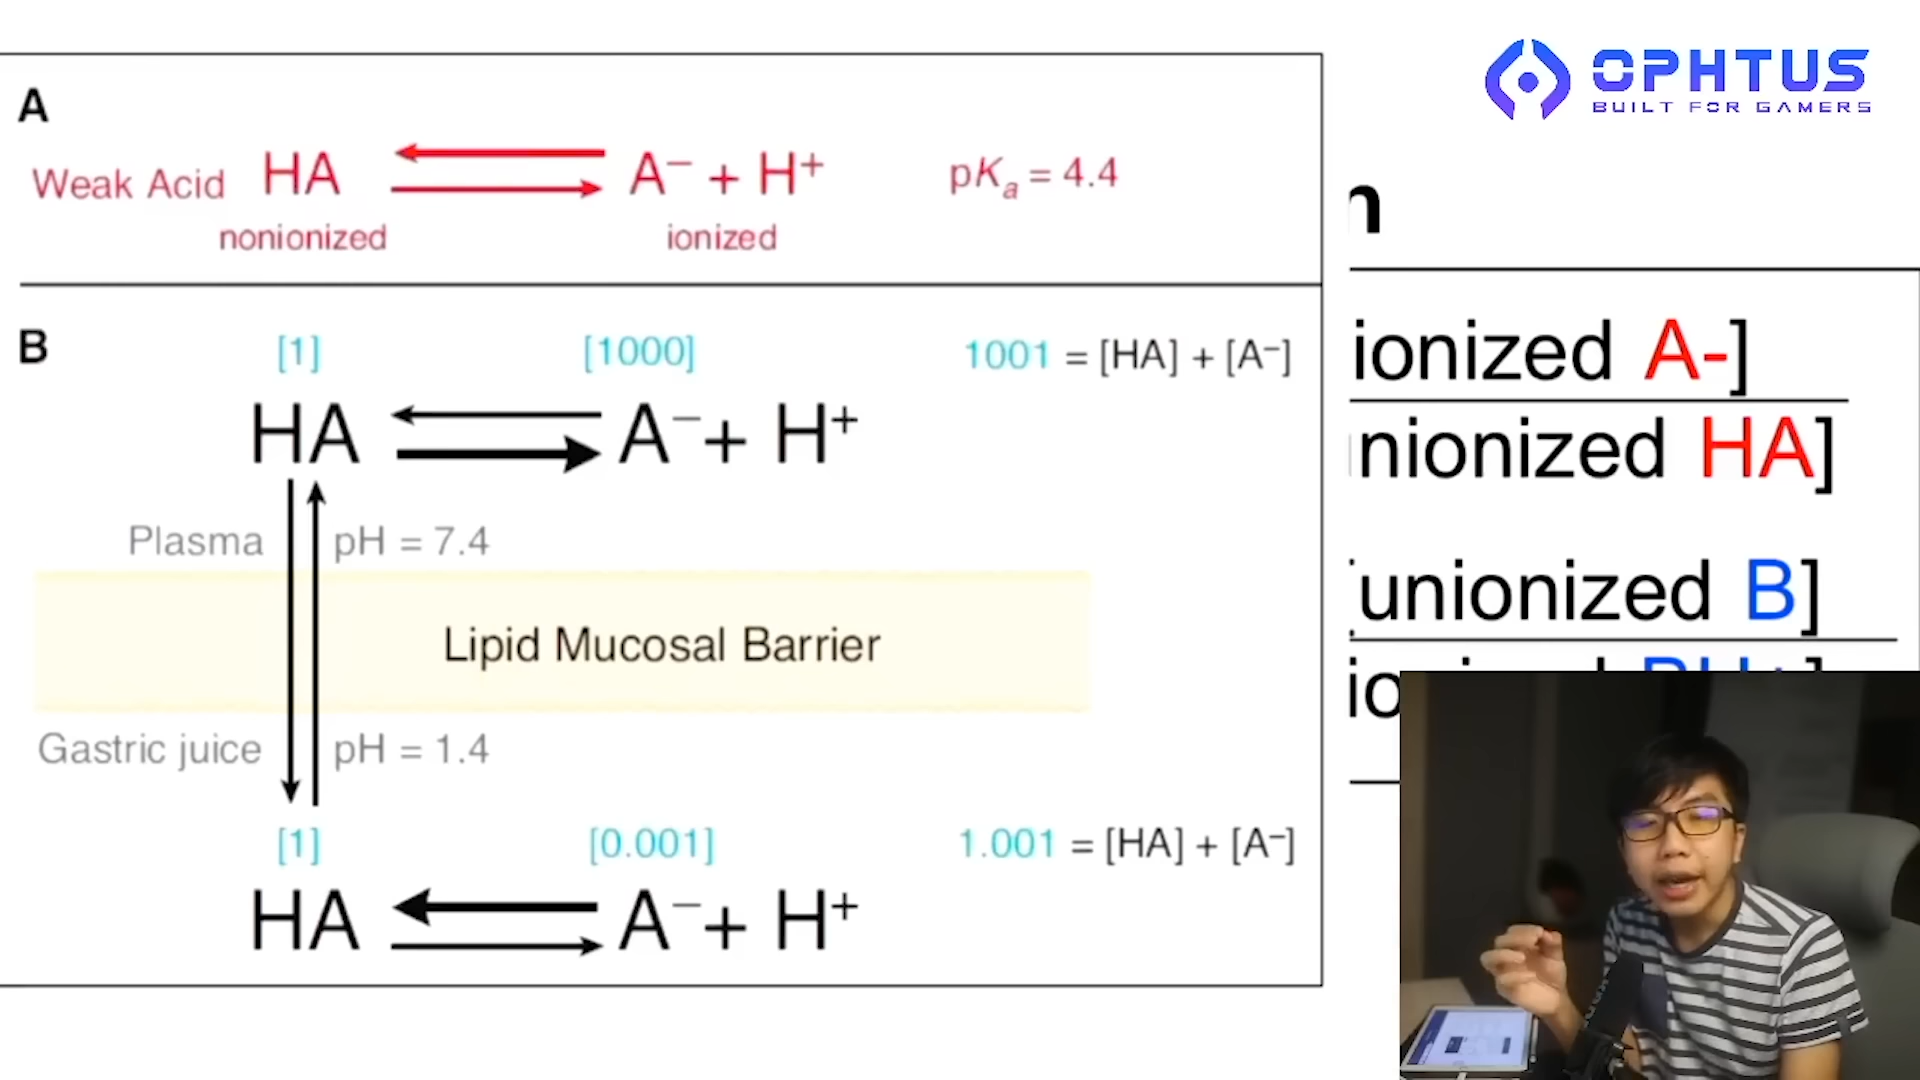 OPHTUS
BUILT FOR GAMERS
A
Weak Acid HA A⁻ + H⁺ pKₐ = 4.4
nonionized ionized
B
[1] [1000] 1001 = [HA] + [A⁻]
HA A⁻ + H⁺
Plasma pH = 7.4
Lipid Mucosal Barrier
Gastric juice pH = 1.4
[1] [0.001] 1.001 = [HA] + [A⁻]
HA A⁻ + H⁺
ionized A-]
nionized HA]
unionized B]